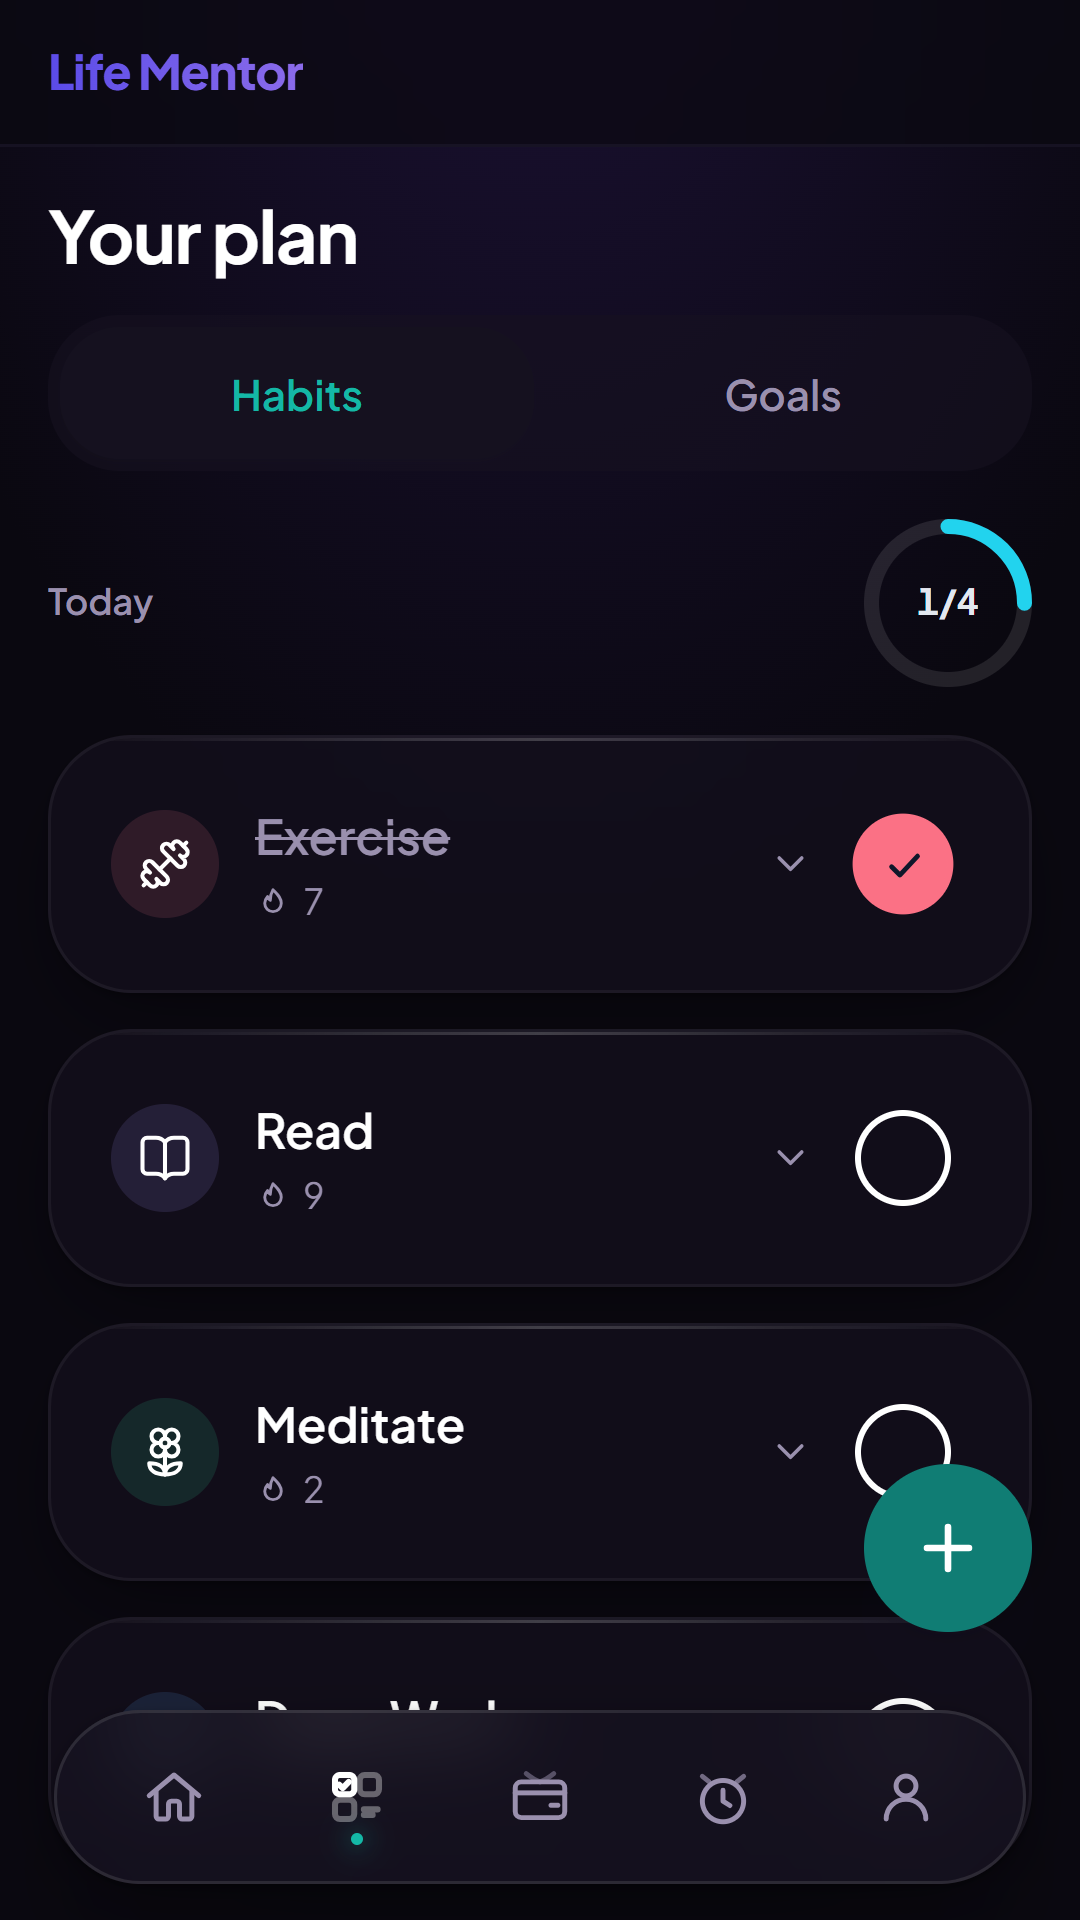 Life Mentor
Your plan
Habits
Goals
Today
1/4
Exercise
7
Read
9
Meditate
2